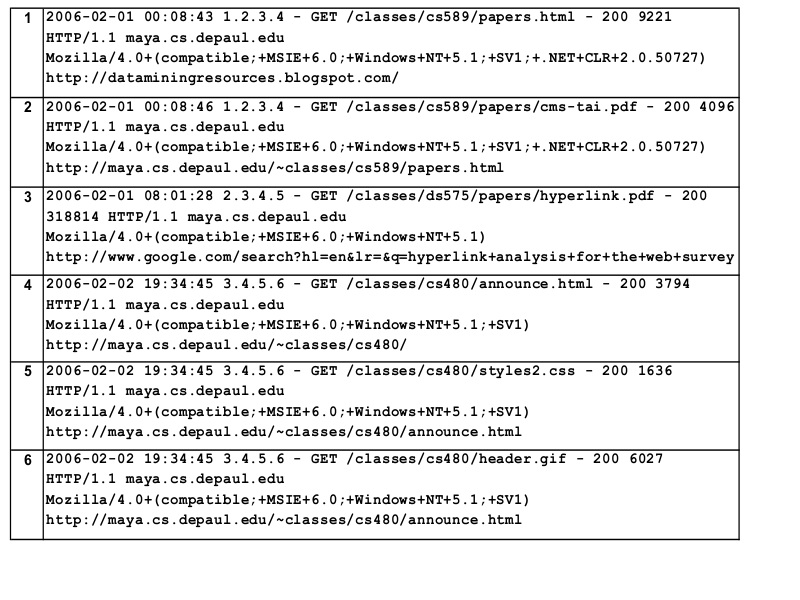 1 2006-02-01 00:08:43 1.2.3.4 - GET /classes/cs589/papers.html - 200 9221
HTTP/1.1 maya.cs.depaul.edu
Mozilla/4.0+(compatible;+MSIE+6.0;+Windows+NT+5.1;+SV1;+.NET+CLR+2.0.50727)
http://dataminingresources.blogspot.com/
2 2006-02-01 00:08:46 1.2.3.4 - GET /classes/cs589/papers/cms-tai.pdf - 200 4096
HTTP/1.1 maya.cs.depaul.edu
Mozilla/4.0+(compatible;+MSIE+6.0;+Windows+NT+5.1;+SV1;+.NET+CLR+2.0.50727)
http://maya.cs.depaul.edu/~classes/cs589/papers.html
3 2006-02-01 08:01:28 2.3.4.5 - GET /classes/ds575/papers/hyperlink.pdf - 200
318814 HTTP/1.1 maya.cs.depaul.edu
Mozilla/4.0+(compatible;+MSIE+6.0;+Windows+NT+5.1)
http://www.google.com/search?hl=en&lr=&q=hyperlink+analysis+for+the+web+survey
4 2006-02-02 19:34:45 3.4.5.6 - GET /classes/cs480/announce.html - 200 3794
HTTP/1.1 maya.cs.depaul.edu
Mozilla/4.0+(compatible;+MSIE+6.0;+Windows+NT+5.1;+SV1)
http://maya.cs.depaul.edu/~classes/cs480/
5 2006-02-02 19:34:45 3.4.5.6 - GET /classes/cs480/styles2.css - 200 1636
HTTP/1.1 maya.cs.depaul.edu
Mozilla/4.0+(compatible;+MSIE+6.0;+Windows+NT+5.1;+SV1)
http://maya.cs.depaul.edu/~classes/cs480/announce.html
6 2006-02-02 19:34:45 3.4.5.6 - GET /classes/cs480/header.gif - 200 6027
HTTP/1.1 maya.cs.depaul.edu
Mozilla/4.0+(compatible;+MSIE+6.0;+Windows+NT+5.1;+SV1)
http://maya.cs.depaul.edu/~classes/cs480/announce.html